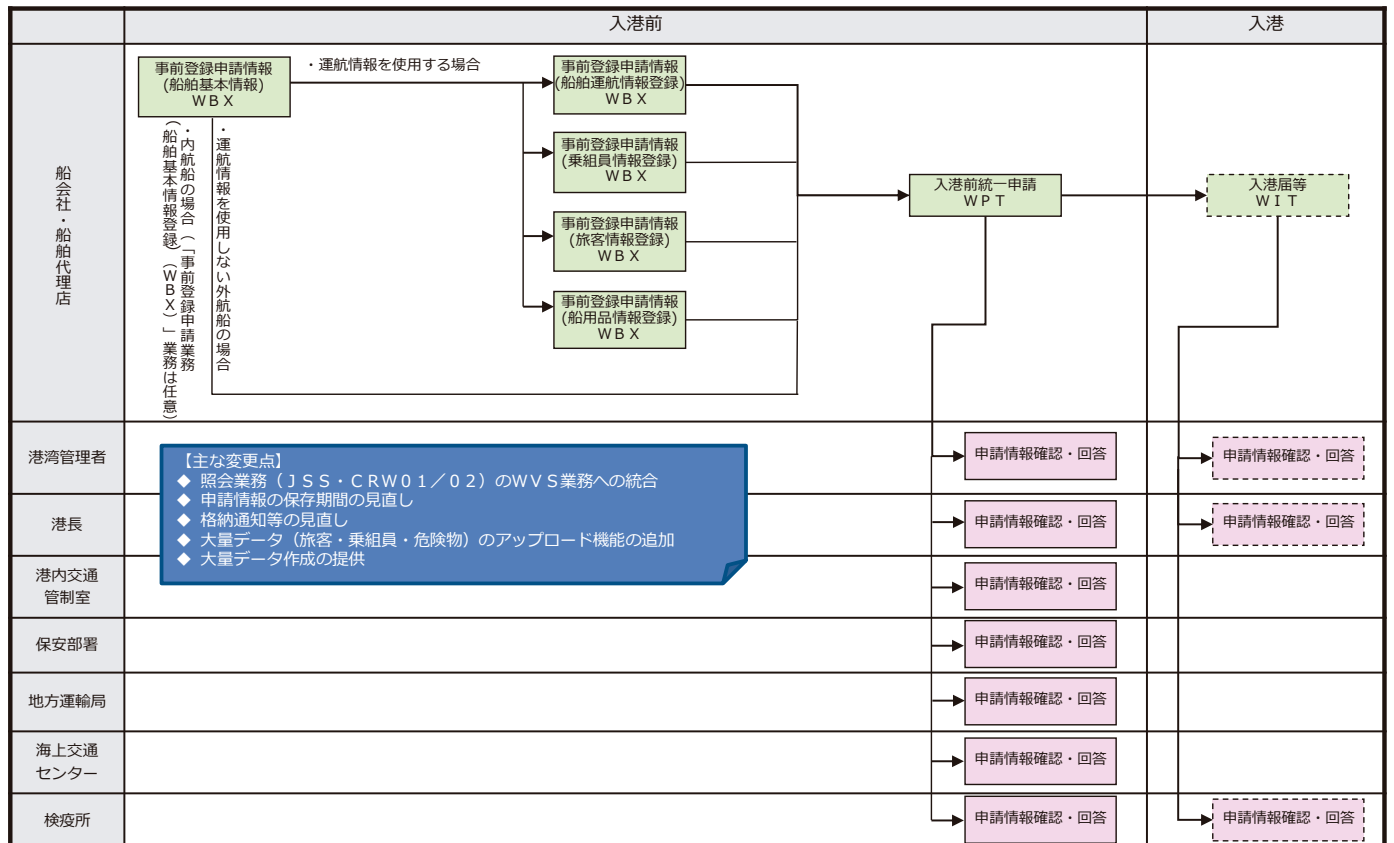 入港前
入港
船会社・船舶代理店
事前登録申請情報
(船舶基本情報)
ＷＢＸ
・運航情報を使用する場合
・運航情報を使用しない外航船の場合
・内航船の場合（「事前登録申請業務
（船舶基本情報登録）（ＷＢＸ）」業務は任意）
事前登録申請情報
(船舶運航情報登録)
ＷＢＸ
事前登録申請情報
(乗組員情報登録)
ＷＢＸ
事前登録申請情報
(旅客情報登録)
ＷＢＸ
事前登録申請情報
(船用品情報登録)
ＷＢＸ
入港前統一申請
ＷＰＴ
入港届等
ＷＩＴ
港湾管理者
【主な変更点】
◆ 照会業務（ＪＳＳ・ＣＲＷ０１／０２）のＷＶＳ業務への統合
◆ 申請情報の保存期間の見直し
◆ 格納通知等の見直し
◆ 大量データ（旅客・乗組員・危険物）のアップロード機能の追加
◆ 大量データ作成の提供
申請情報確認・回答
申請情報確認・回答
港長
申請情報確認・回答
申請情報確認・回答
港内交通
管制室
申請情報確認・回答
保安部署
申請情報確認・回答
地方運輸局
申請情報確認・回答
海上交通
センター
申請情報確認・回答
検疫所
申請情報確認・回答
申請情報確認・回答